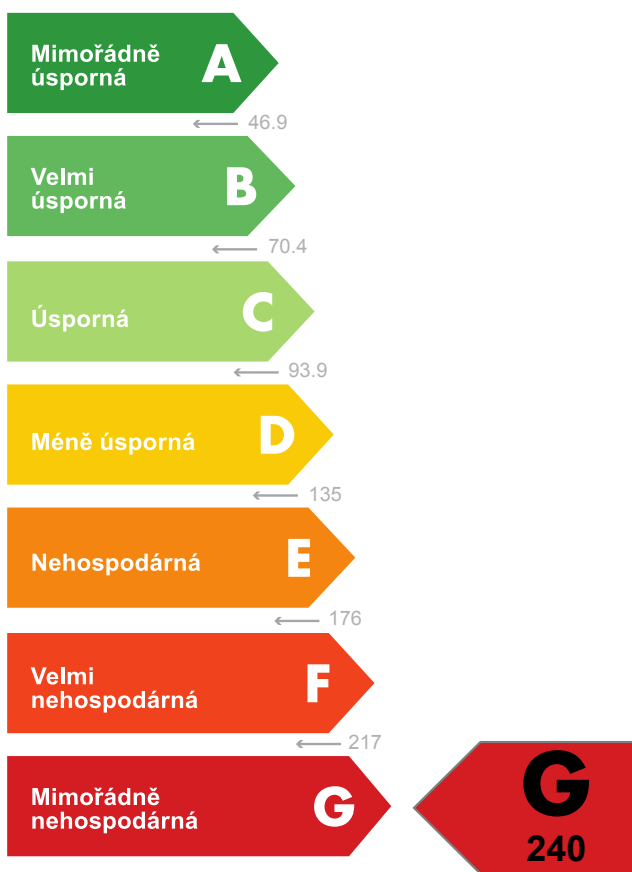 Mimořádně
úsporná
A
← 46.9
Velmi
úsporná
B
← 70.4
Úsporná C
← 93.9
Méně úsporná D
← 135
Nehospodárná E
← 176
Velmi
nehospodárná
F
← 217
Mimořádně
nehospodárná
G
G
240